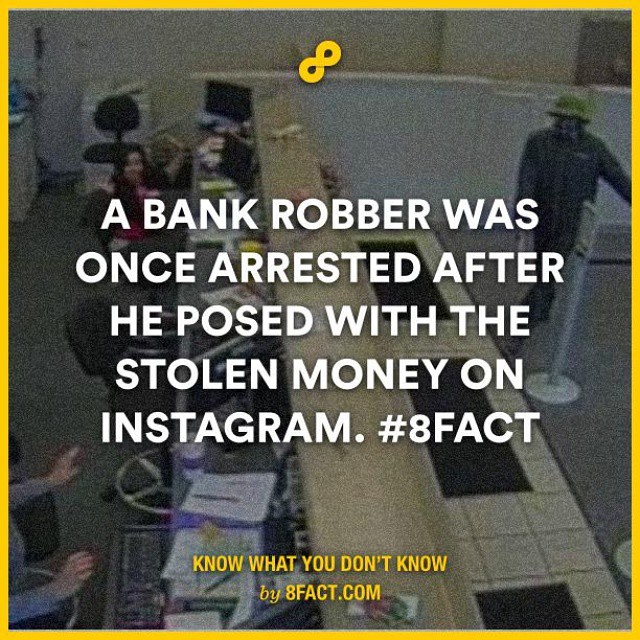 A BANK ROBBER WAS
ONCE ARRESTED AFTER
HE POSED WITH THE
STOLEN MONEY ON
INSTAGRAM. #8FACT
KNOW WHAT YOU DON'T KNOW
by 8FACT.COM